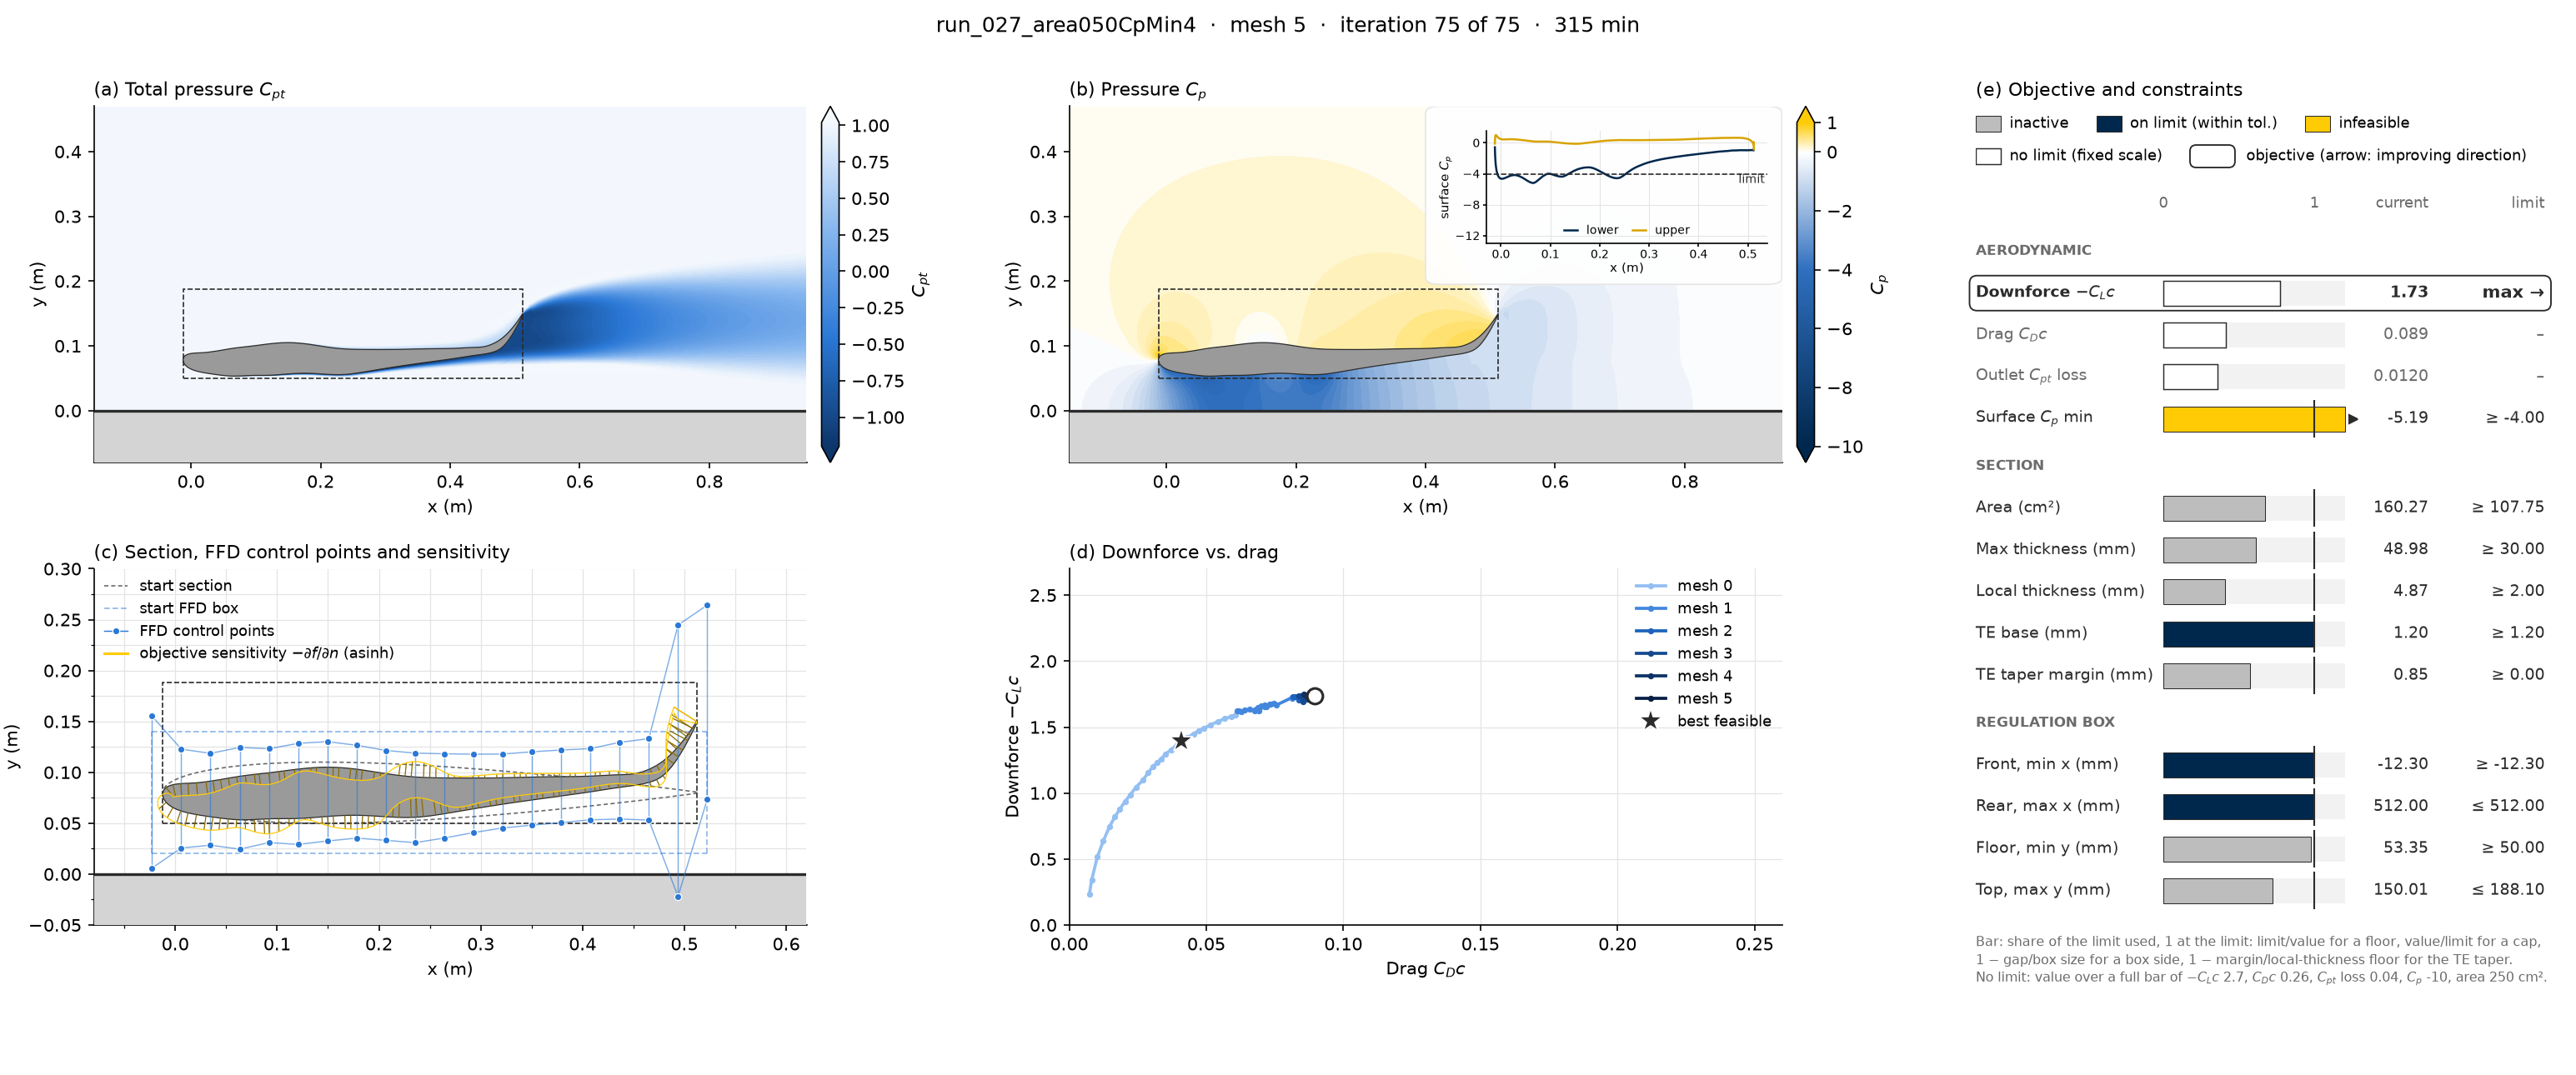 run_027_area050CpMin4 · mesh 5 · iteration 75 of 75 · 315 min
(a) Total pressure Cpt
y (m)
0.4
0.3
0.2
0.1
0.0
0.0 0.2 0.4 0.6 0.8
x (m)
1.00
0.75
0.50
0.25
0.00
−0.25
−0.50
−0.75
−1.00
Cpt
(b) Pressure Cp
y (m)
0.4
0.3
0.2
0.1
0.0
0.0 0.2 0.4 0.6 0.8
x (m)
surface Cp
0
−4
−8
−12
limit
lower upper
0.0 0.1 0.2 0.3 0.4 0.5
x (m)
1
0
−2
−4
−6
−8
−10
Cp
(c) Section, FFD control points and sensitivity
start section
start FFD box
FFD control points
objective sensitivity −∂f/∂n (asinh)
y (m)
0.30
0.25
0.20
0.15
0.10
0.05
0.00
−0.05
0.0 0.1 0.2 0.3 0.4 0.5 0.6
x (m)
(d) Downforce vs. drag
Downforce −CLc
2.5
2.0
1.5
1.0
0.5
0.0
mesh 0
mesh 1
mesh 2
mesh 3
mesh 4
mesh 5
best feasible
0.00 0.05 0.10 0.15 0.20 0.25
Drag CDc
(e) Objective and constraints
inactive on limit (within tol.) infeasible
no limit (fixed scale) objective (arrow: improving direction)
0 1 current limit
AERODYNAMIC
Downforce −CLc 1.73 max →
Drag CDc 0.089 –
Outlet Cpt loss 0.0120 –
Surface Cp min -5.19 ≥ -4.00
SECTION
Area (cm²) 160.27 ≥ 107.75
Max thickness (mm) 48.98 ≥ 30.00
Local thickness (mm) 4.87 ≥ 2.00
TE base (mm) 1.20 ≥ 1.20
TE taper margin (mm) 0.85 ≥ 0.00
REGULATION BOX
Front, min x (mm) -12.30 ≥ -12.30
Rear, max x (mm) 512.00 ≤ 512.00
Floor, min y (mm) 53.35 ≥ 50.00
Top, max y (mm) 150.01 ≤ 188.10
Bar: share of the limit used, 1 at the limit: limit/value for a floor, value/limit for a cap,
1 − gap/box size for a box side, 1 − margin/local-thickness floor for the TE taper.
No limit: value over a full bar of −CLc 2.7, CDc 0.26, Cpt loss 0.04, Cp -10, area 250 cm².